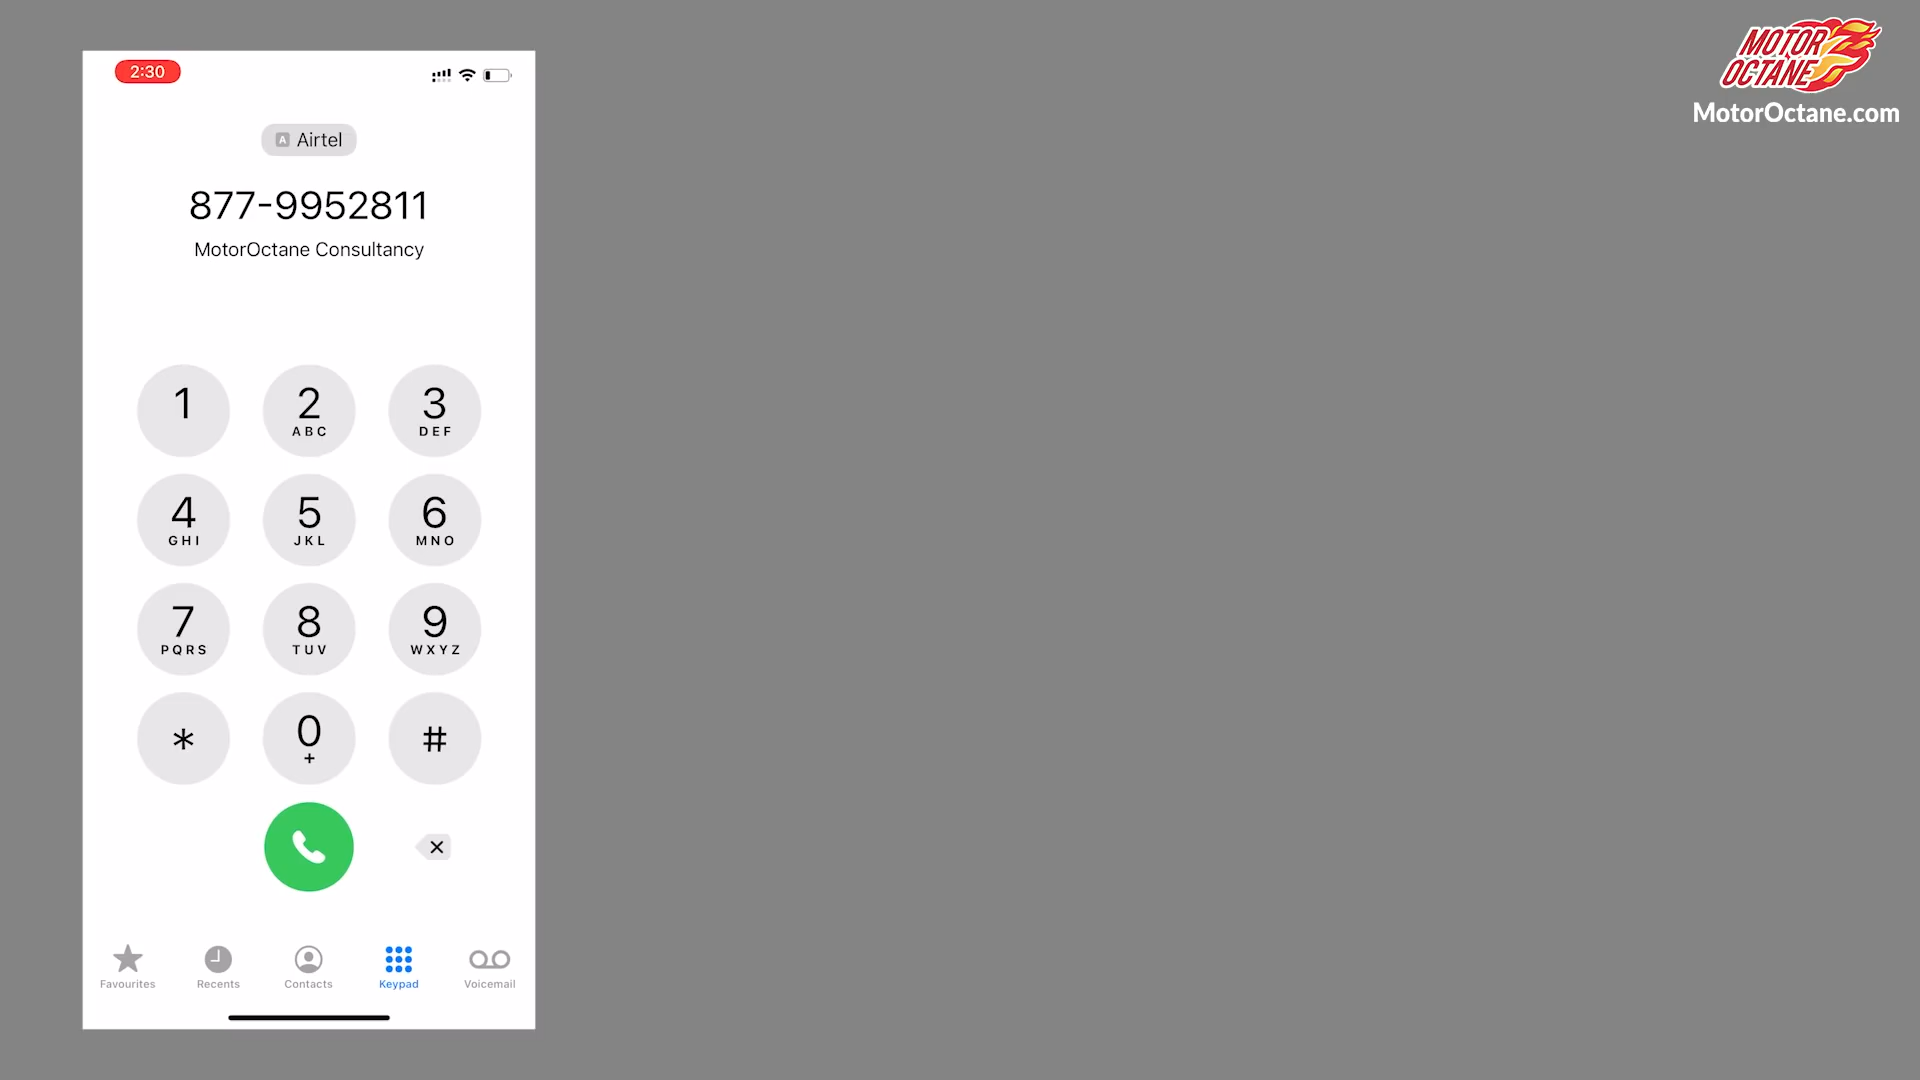 MOTOR
OCTANE
MotorOctane.com
2:30
A Airtel
877-9952811
MotorOctane Consultancy
1
2
ABC
3
DEF
4
GHI
5
JKL
6
MNO
7
PQRS
8
TUV
9
WXYZ
*
0
+
#
Favourites
Recents
Contacts
Keypad
Voicemail